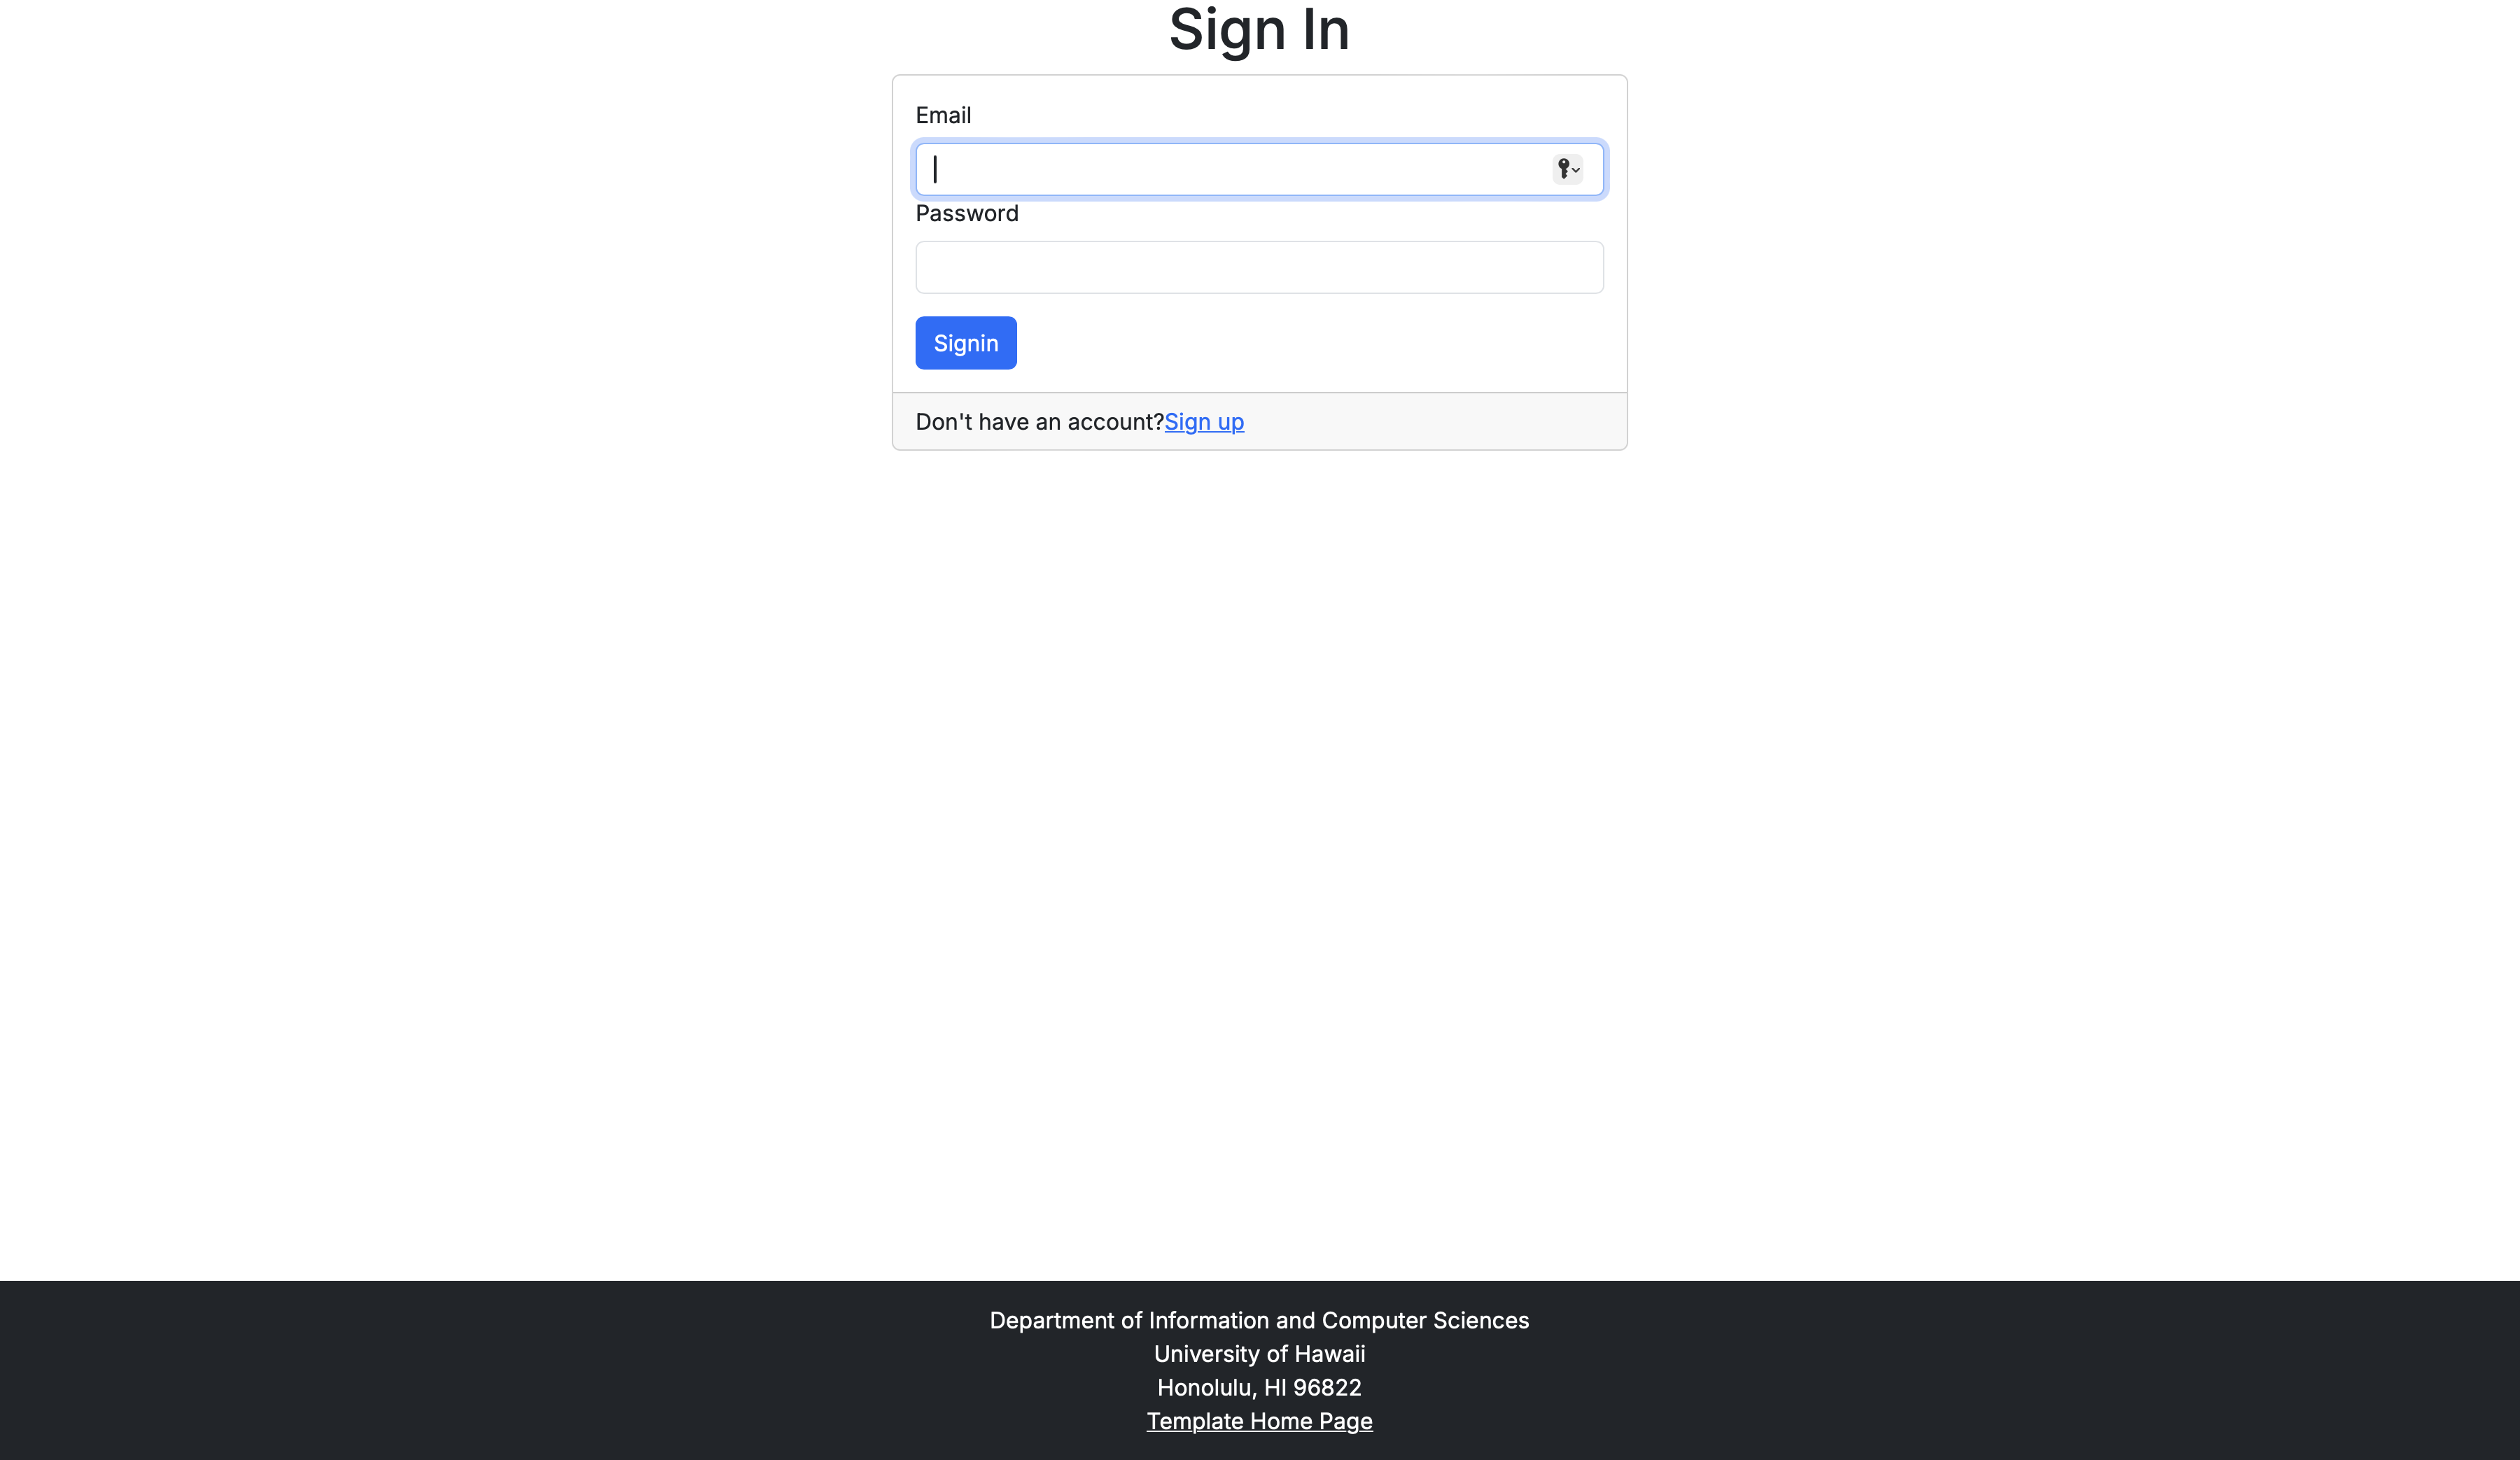 Sign In
Email
Password
Signin
Don't have an account?Sign up
Department of Information and Computer Sciences
University of Hawaii
Honolulu, HI 96822
Template Home Page